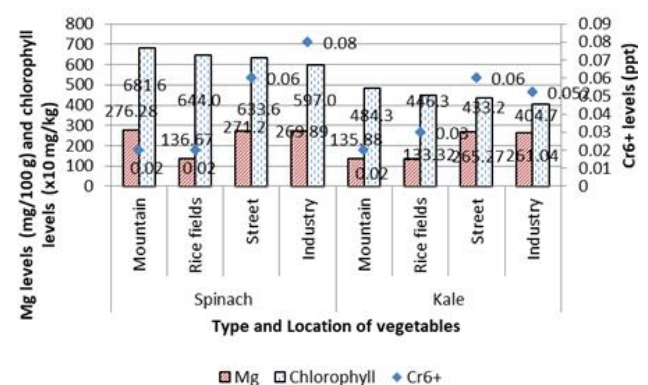 Mg levels (mg/100 g) and chlorophyll
levels (x10 mg/kg)
800
700
600
500
400
300
200
100
0
0.09
0.08
0.07
0.06
0.05
0.04
0.03
0.02
0.01
0
Cr6+ levels (ppt)
276.28
681.6
0.02
136.67
644.0
0.02
271.2
633.6
0.06
269.89
597.0
0.08
135.88
484.3
0.02
133.32
446.3
0.03
265.27
433.2
0.06
261.04
404.7
0.052
Mountain
Rice fields
Street
Industry
Mountain
Rice fields
Street
Industry
Spinach
Kale
Type and Location of vegetables
Mg
Chlorophyll
Cr6+